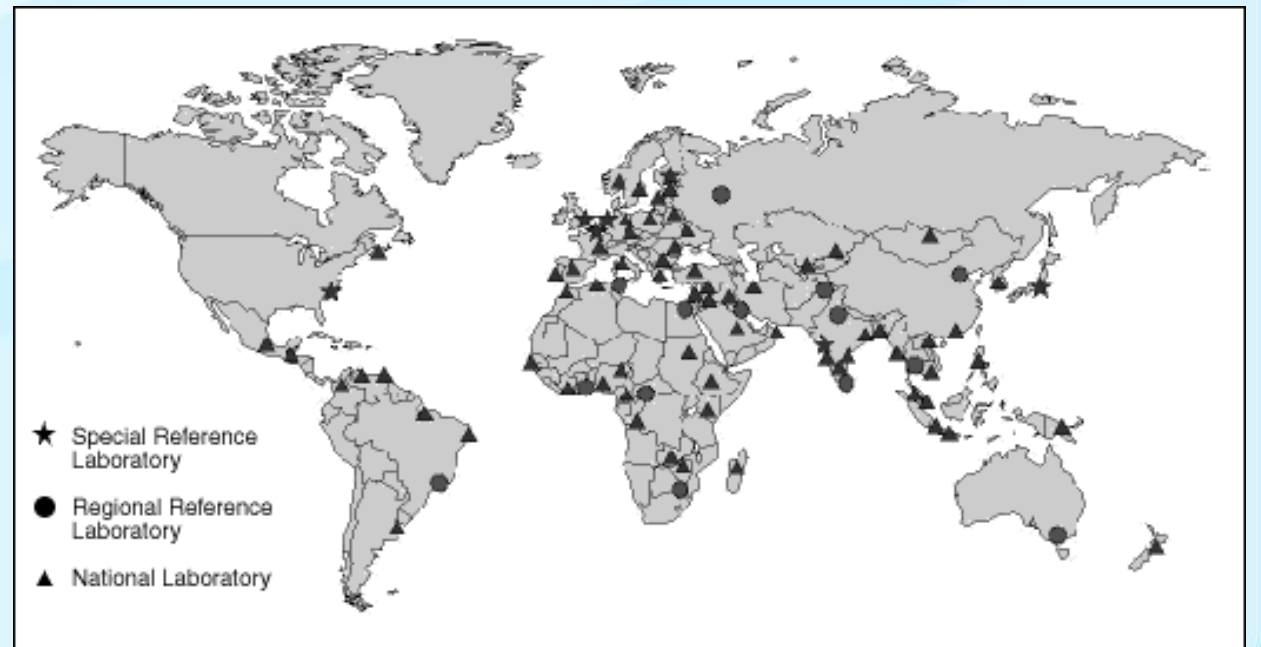 Special Reference
Laboratory
Regional Reference
Laboratory
National Laboratory